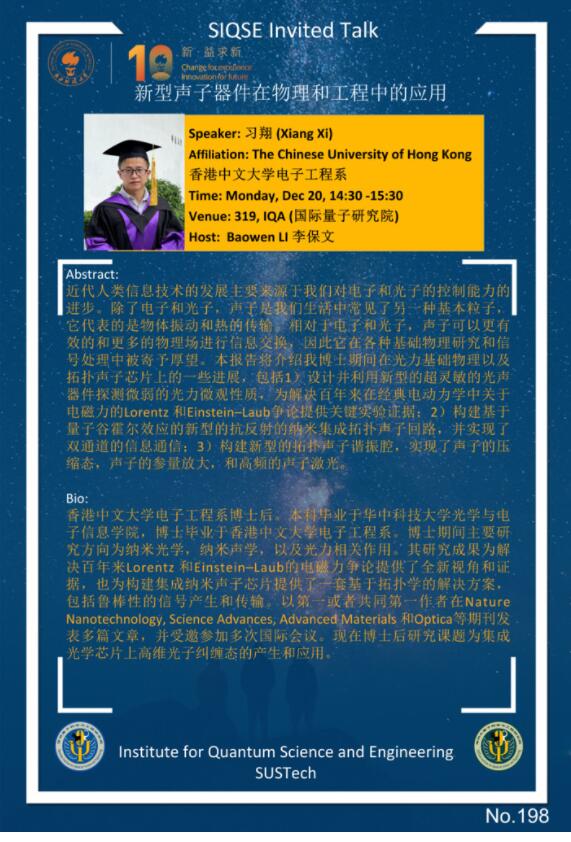 SIQSE Invited Talk
Change for excellence
Innovation for future
新型声子器件在物理和工程中的应用
Speaker: 习翔 (Xiang Xi)
Affiliation: The Chinese University of Hong Kong
香港中文大学电子工程系
Time: Monday, Dec 20, 14:30 -15:30
Venue: 319, IQA (国际量子研究院)
Host: Baowen LI 李保文
Abstract:
近代人类信息技术的发展主要来源于我们对电子和光子的控制能力的
进步。除了电子和光子，声子是我们生活中常见了另一种基本粒子，
它代表的是物体振动和热的传输。相对于电子和光子，声子可以更有
效的和更多的物理场进行信息交换，因此它在各种基础物理研究和信
号处理中被寄予厚望。本报告将介绍我博士期间在光力基础物理以及
拓扑声子芯片上的一些进展，包括1）设计并利用新型的超灵敏的光声
器件探测微弱的光力微观性质，为解决百年来在经典电动力学中关于
电磁力的Lorentz 和Einstein–Laub争论提供关键实验证据；2）构建基于
量子谷霍尔效应的新型的抗反射的纳米集成拓扑声子回路，并实现了
双通道的信息通信；3）构建新型的拓扑声子谐振腔，实现了声子的压
缩态，声子的参量放大，和高频的声子激光。
Bio:
香港中文大学电子工程系博士后。本科毕业于华中科技大学光学与电
子信息学院，博士毕业于香港中文大学电子工程系。博士期间主要研
究方向为纳米光学，纳米声学，以及光力相关作用。其研究成果为解
决百年来Lorentz 和Einstein–Laub的电磁力争论提供了全新视角和证
据，也为构建集成纳米声子芯片提供了一套基于拓扑学的解决方案，
包括鲁棒性的信号产生和传输。以第一或者共同第一作者在Nature
Nanotechnology, Science Advances, Advanced Materials 和Optica等期刊发
表多篇文章，并受邀参加多次国际会议。现在博士后研究课题为集成
光学芯片上高维光子纠缠态的产生和应用。
Institute for Quantum Science and Engineering
SUSTech
No.198